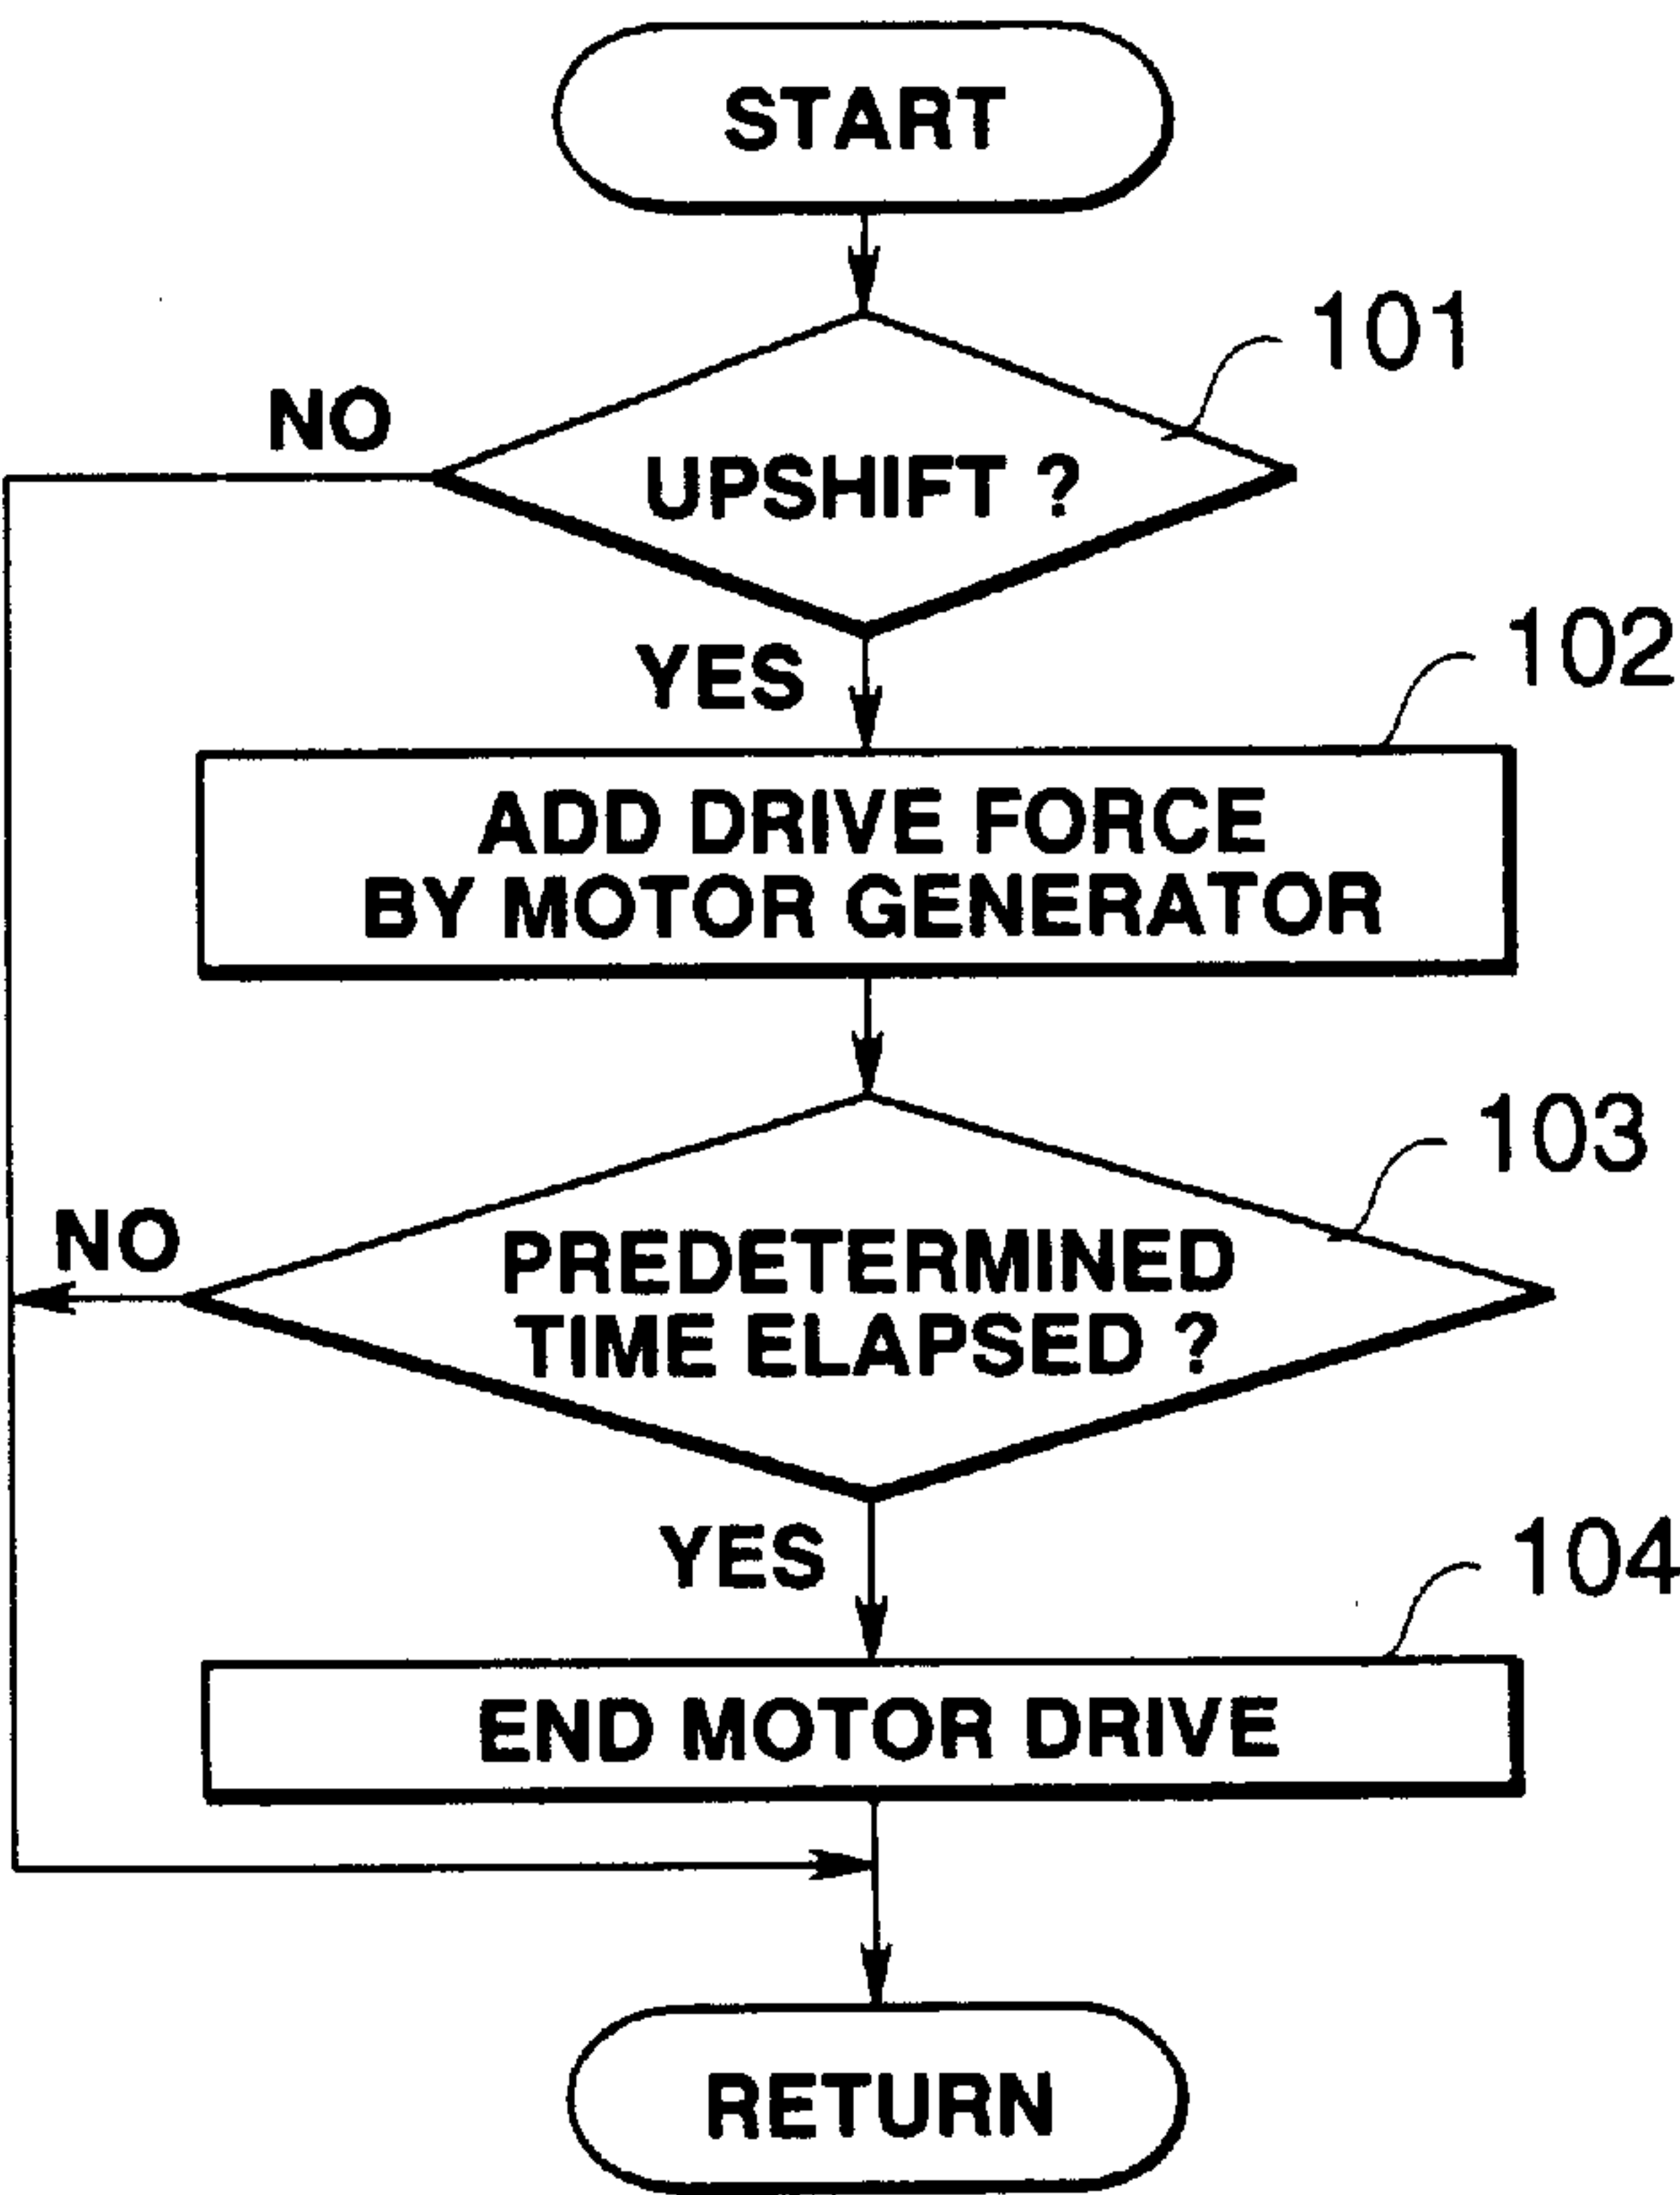 START
101
NO
UPSHIFT ?
YES
102
ADD DRIVE FORCE
BY MOTOR GENERATOR
103
NO
PREDETERMINED
TIME ELAPSED ?
YES
104
END MOTOR DRIVE
RETURN